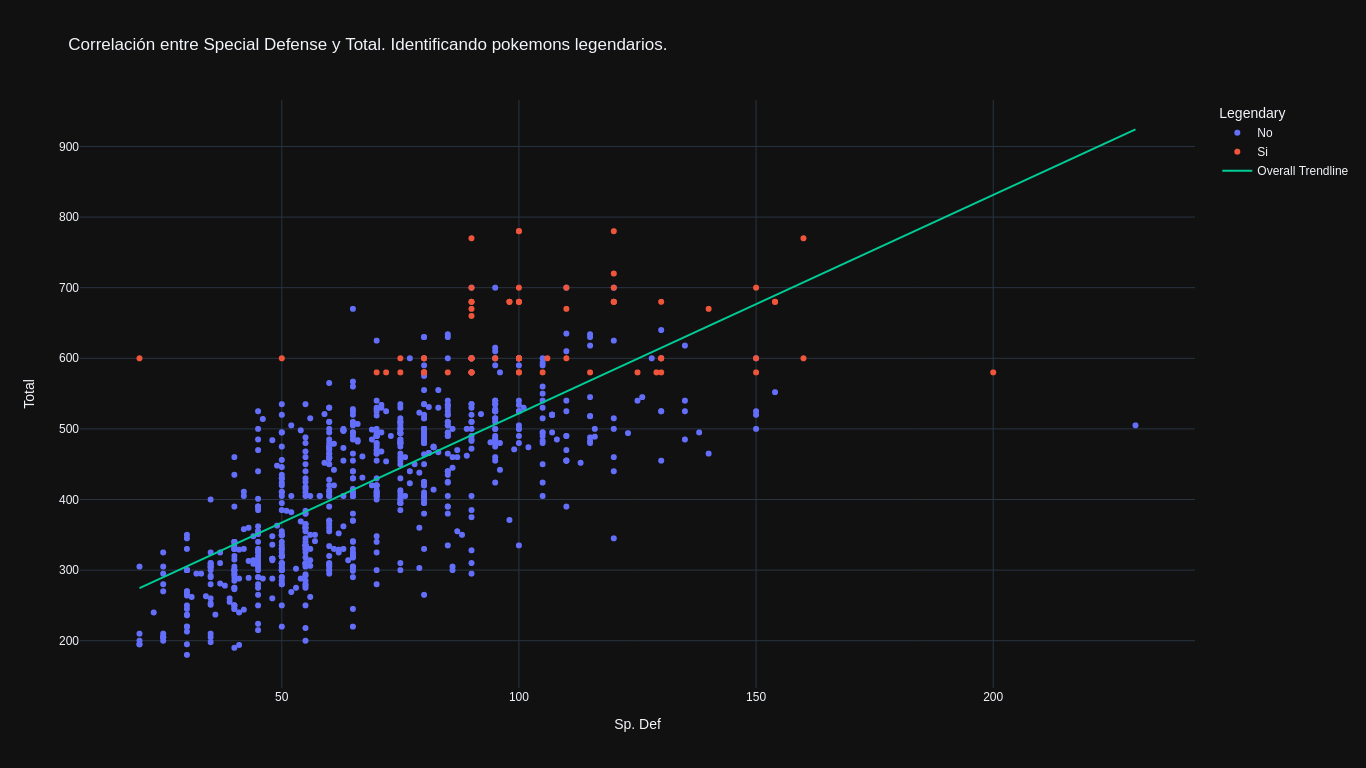 Correlación entre Special Defense y Total. Identificando pokemons legendarios.
Legendary
No
Si
Overall Trendline
900
800
700
600
500
400
300
200
Total
50
100
150
200
Sp. Def